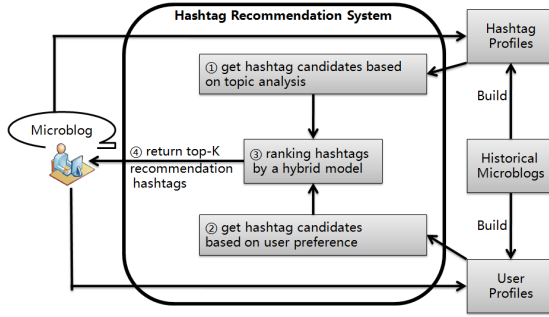 Hashtag Recommendation System
Hashtag
Profiles
① get hashtag candidates based
on topic analysis
Build
Microblog
④ return top-K
recommendation
hashtags
③ ranking hashtags
by a hybrid model
Historical
Microblogs
② get hashtag candidates
based on user preference
Build
User
Profiles